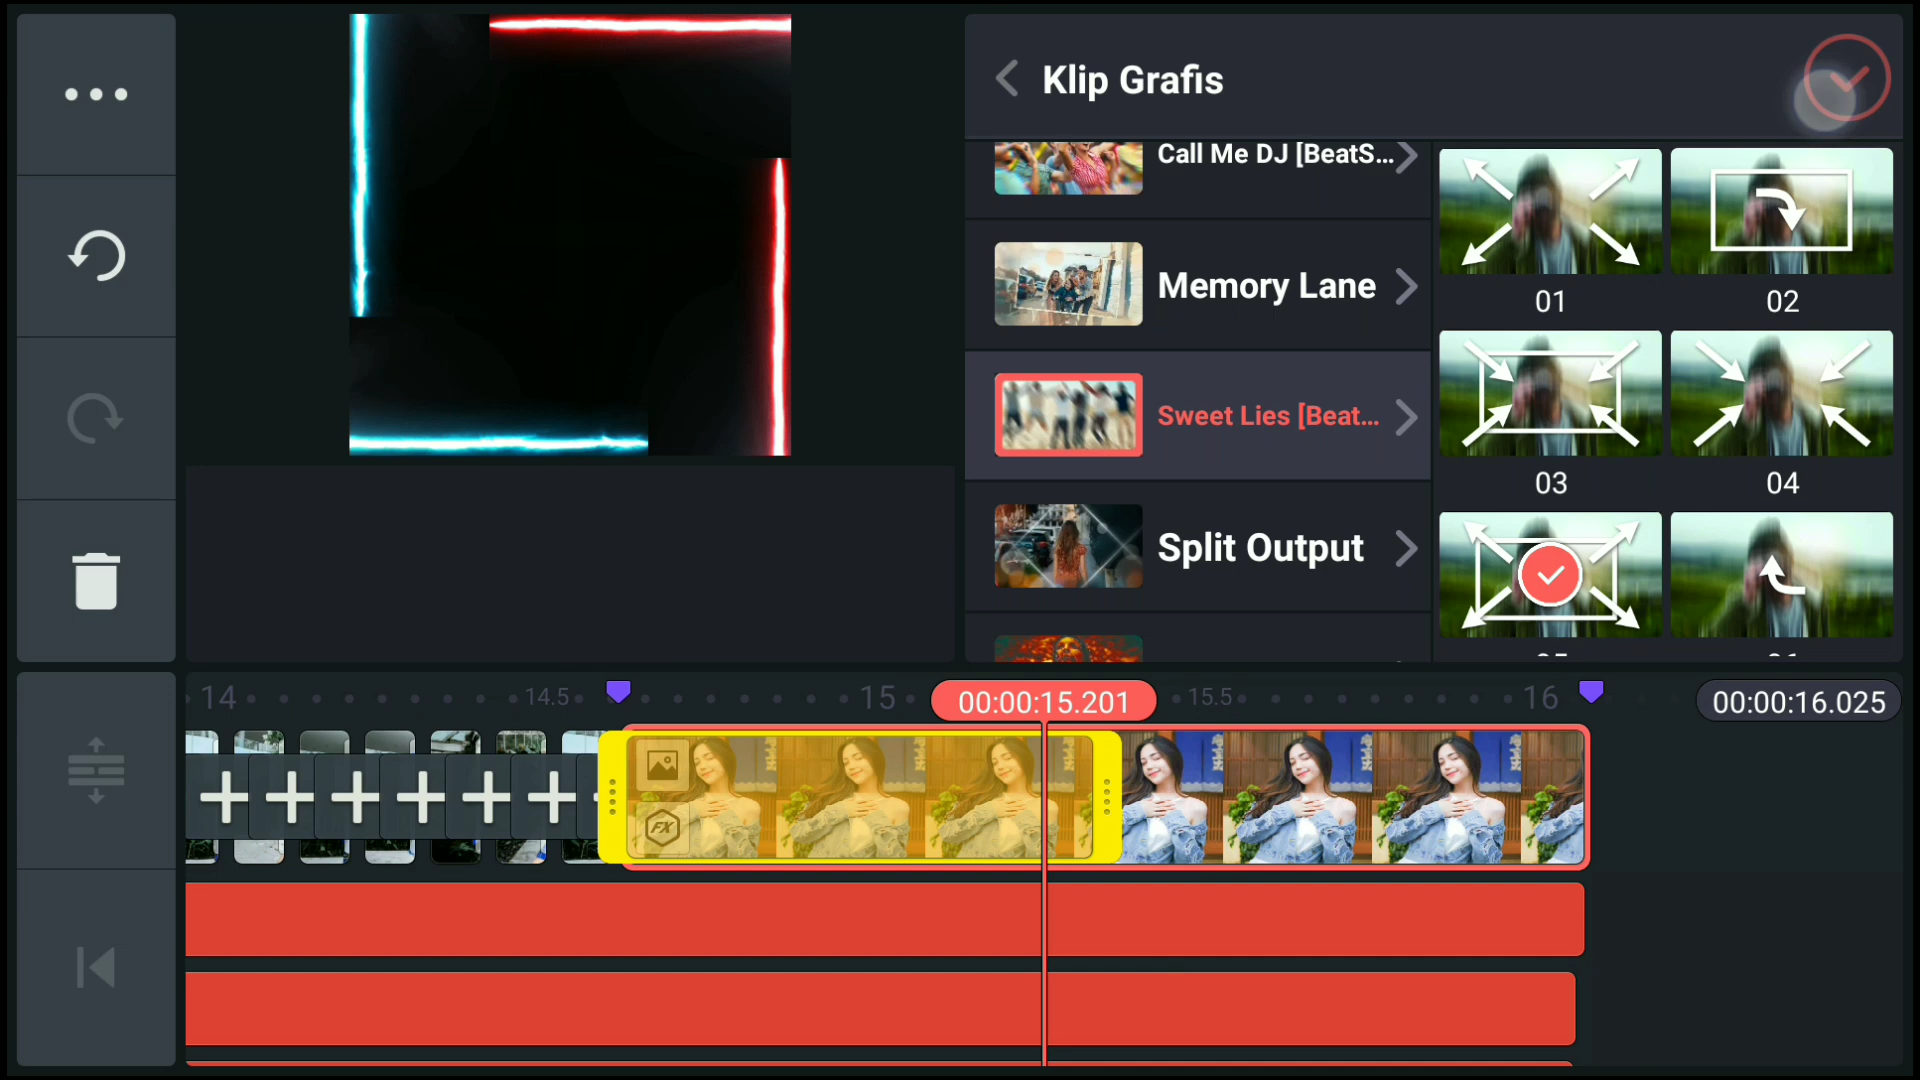 Klip Grafis
Call Me DJ [BeatS...
Memory Lane
Sweet Lies [Beat...
Split Output
01
02
03
04
14
14.5
15
00:00:15.201
15.5
16
00:00:16.025
FX